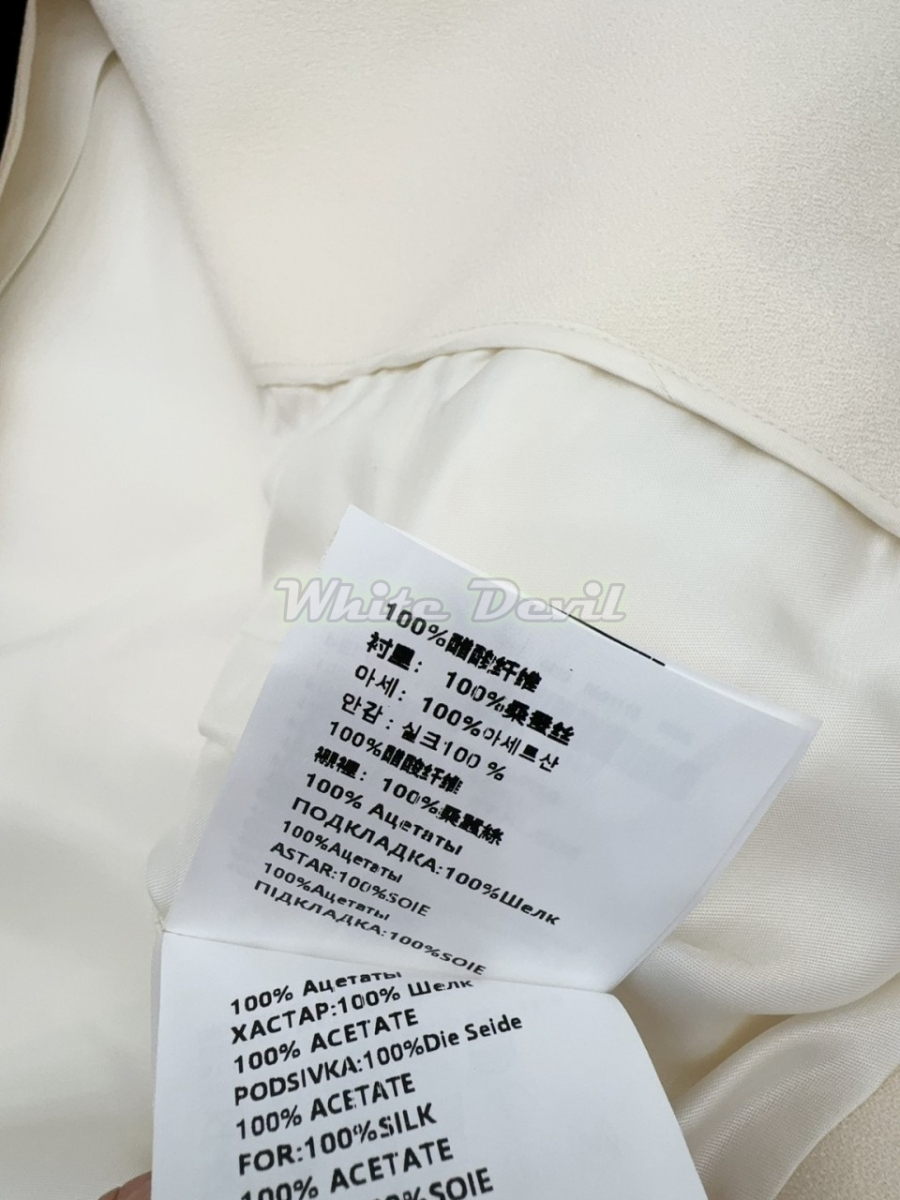 White Devil
100%醋酸纤维
衬里: 100%桑蚕丝
아세: 100%아세트산
안감: 실크100 %
100%醋酸纤维
襯裡: 100%桑蠶絲
100% Ацетаты
ПОДКЛАДКА:100%Шелк
100%Ацетаты
ASTAR:100%SOIE
100%Ацетаты
ПІДКЛАДКА:100%SOIE
100% Ацетаты
ХАСТАР:100% Шелк
100% ACETATE
PODSIVKA:100%Die Seide
100% ACETATE
FOR:100%SILK
100% ACETATE
100%SOIE